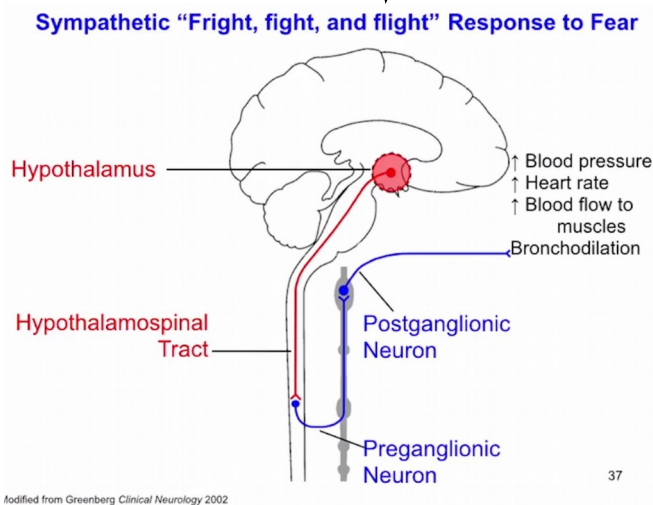 Sympathetic “Fright, fight, and flight” Response to Fear
Hypothalamus
↑ Blood pressure
↑ Heart rate
↑ Blood flow to
muscles
Bronchodilation
Hypothalamospinal
Tract
Postganglionic
Neuron
Preganglionic
Neuron
37
Modified from Greenberg Clinical Neurology 2002